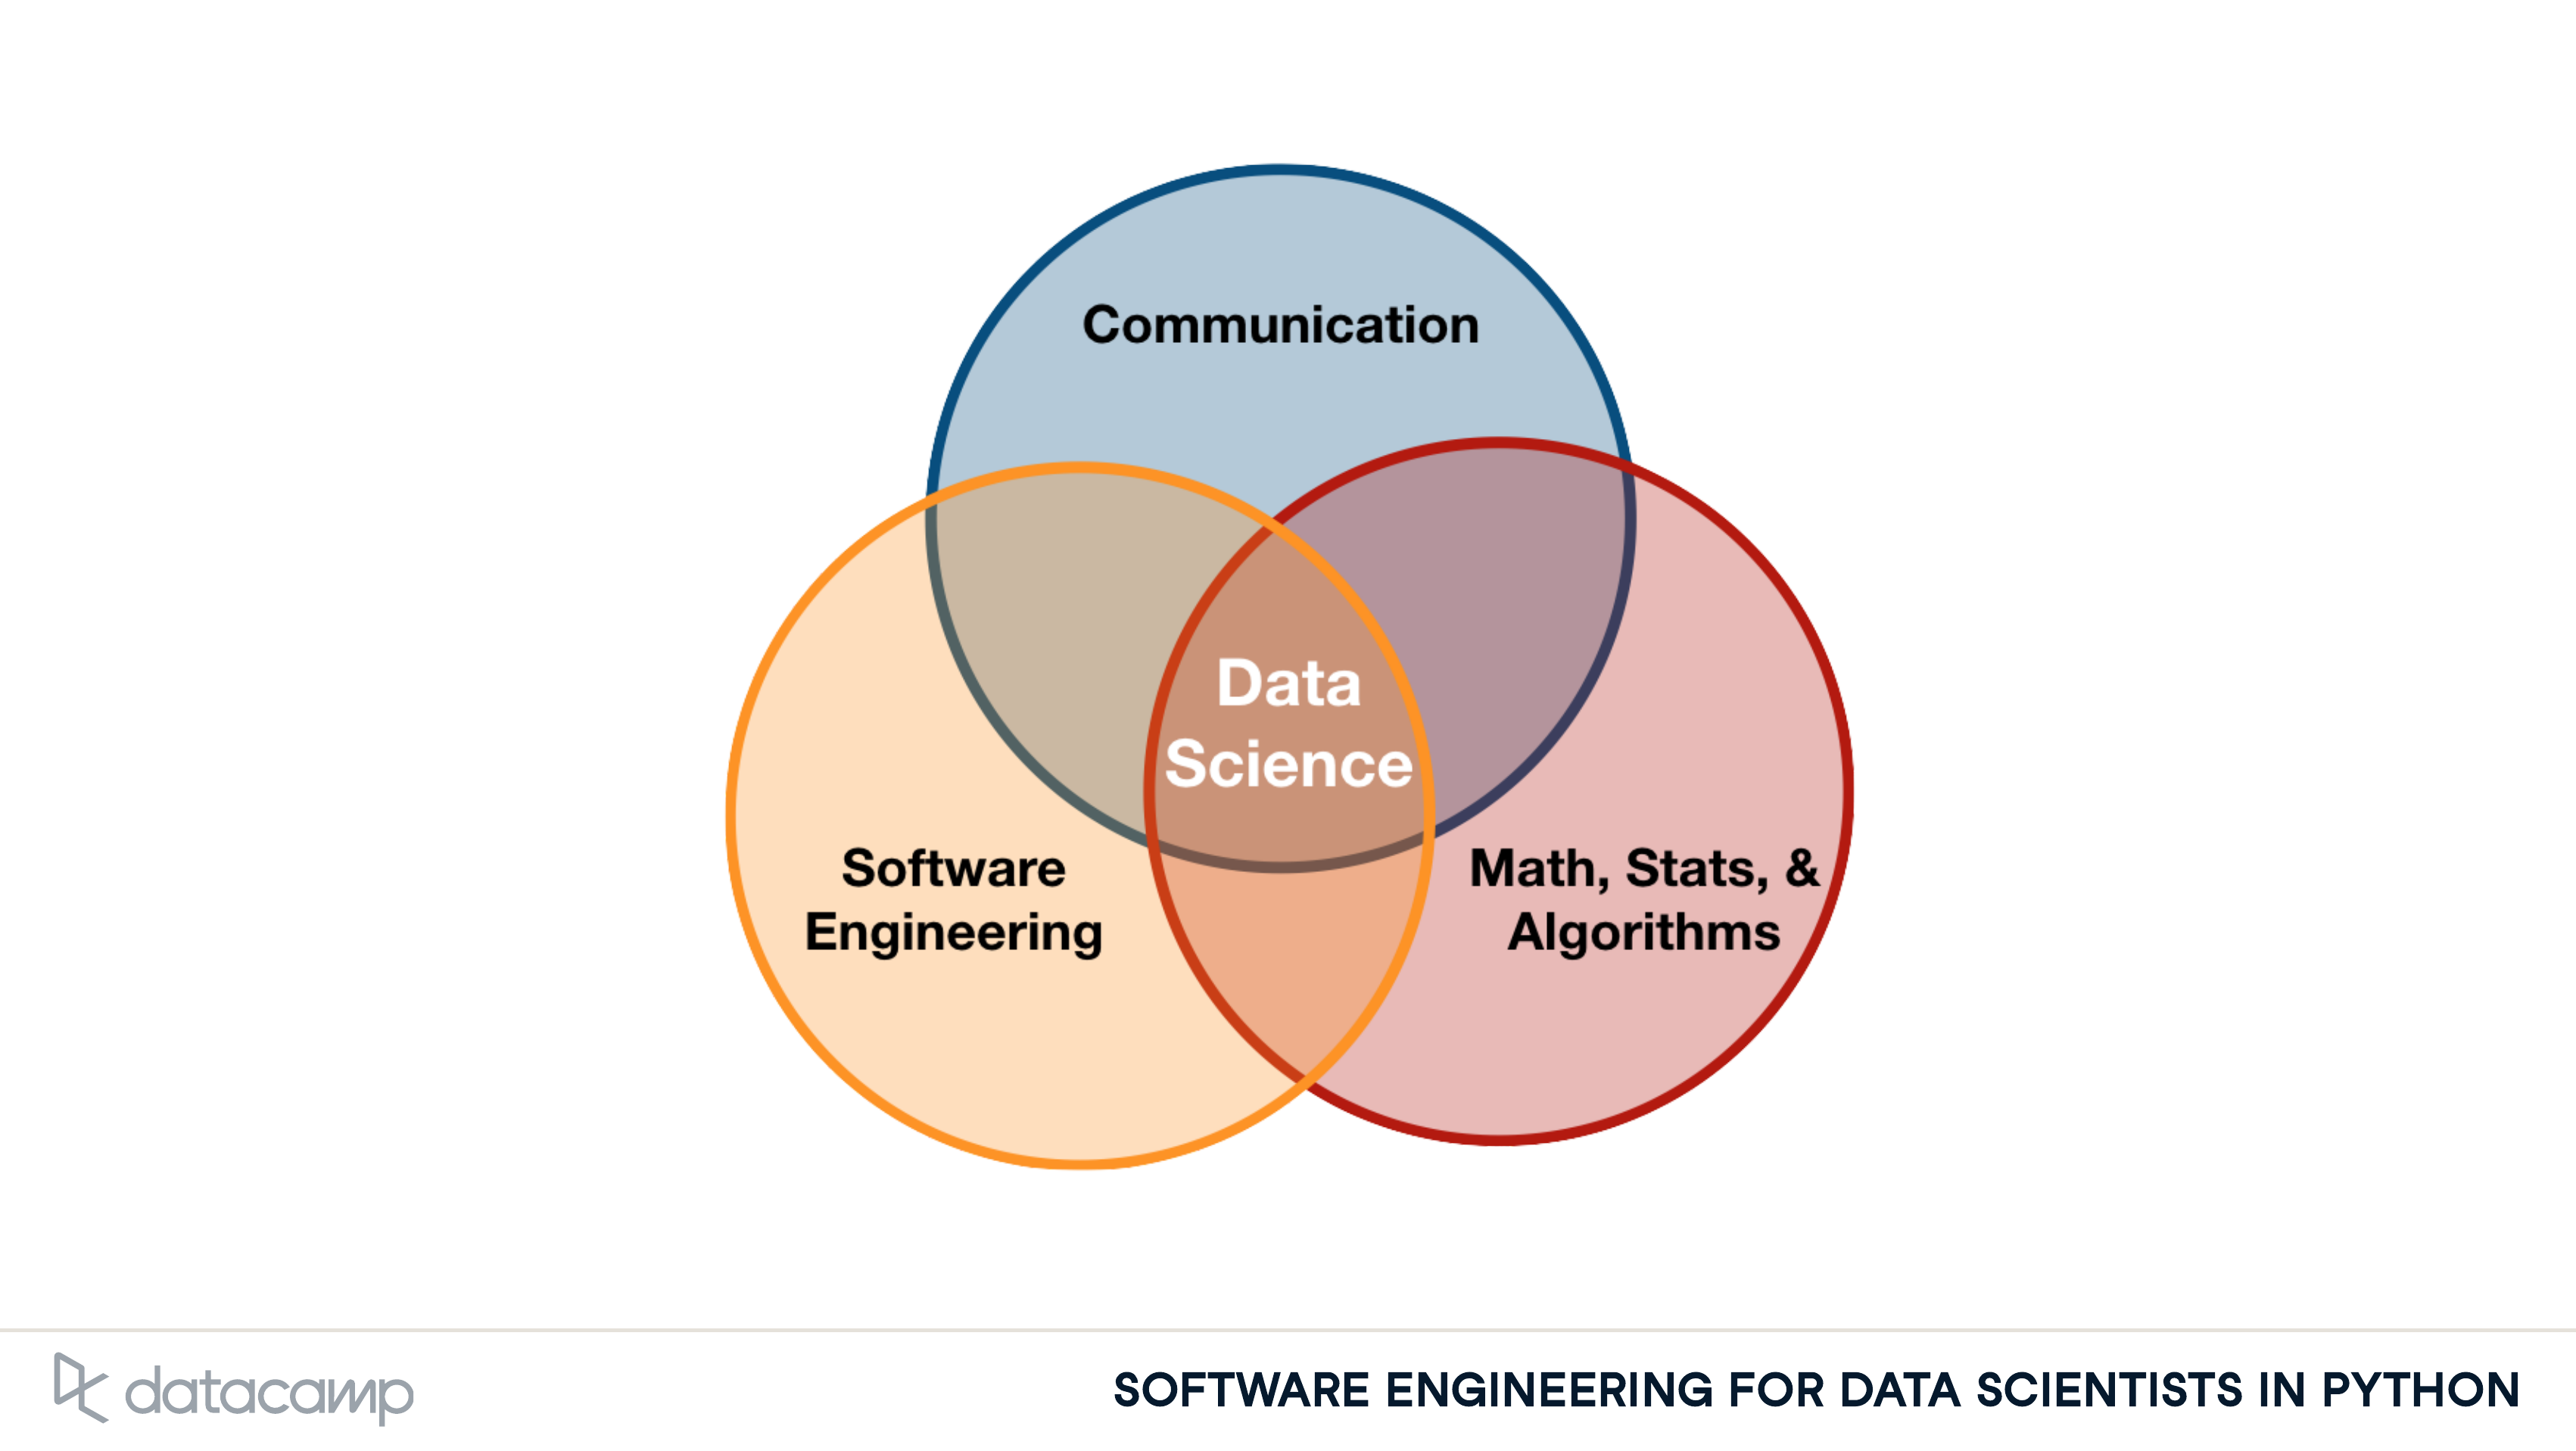 Communication
Data
Science
Software
Engineering
Math, Stats, &
Algorithms
datacamp
SOFTWARE ENGINEERING FOR DATA SCIENTISTS IN PYTHON